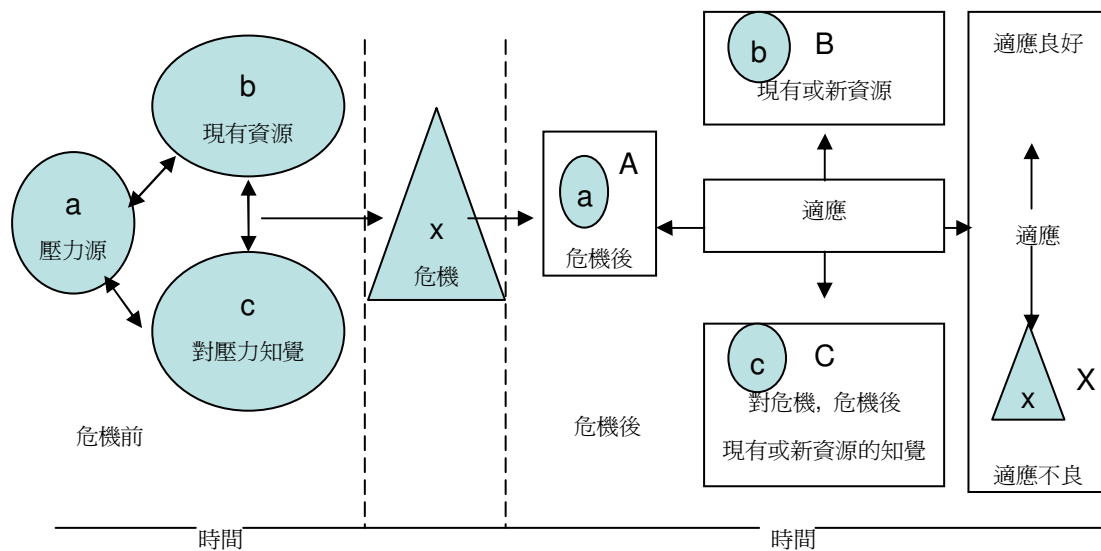 b
現有資源
a
壓力源
c
對壓力知覺
危機前
x
危機
a
A
危機後
危機後
b
B
現有或新資源
適應
c
C
對危機, 危機後
現有或新資源的知覺
適應良好
適應
x
X
適應不良
時間
時間